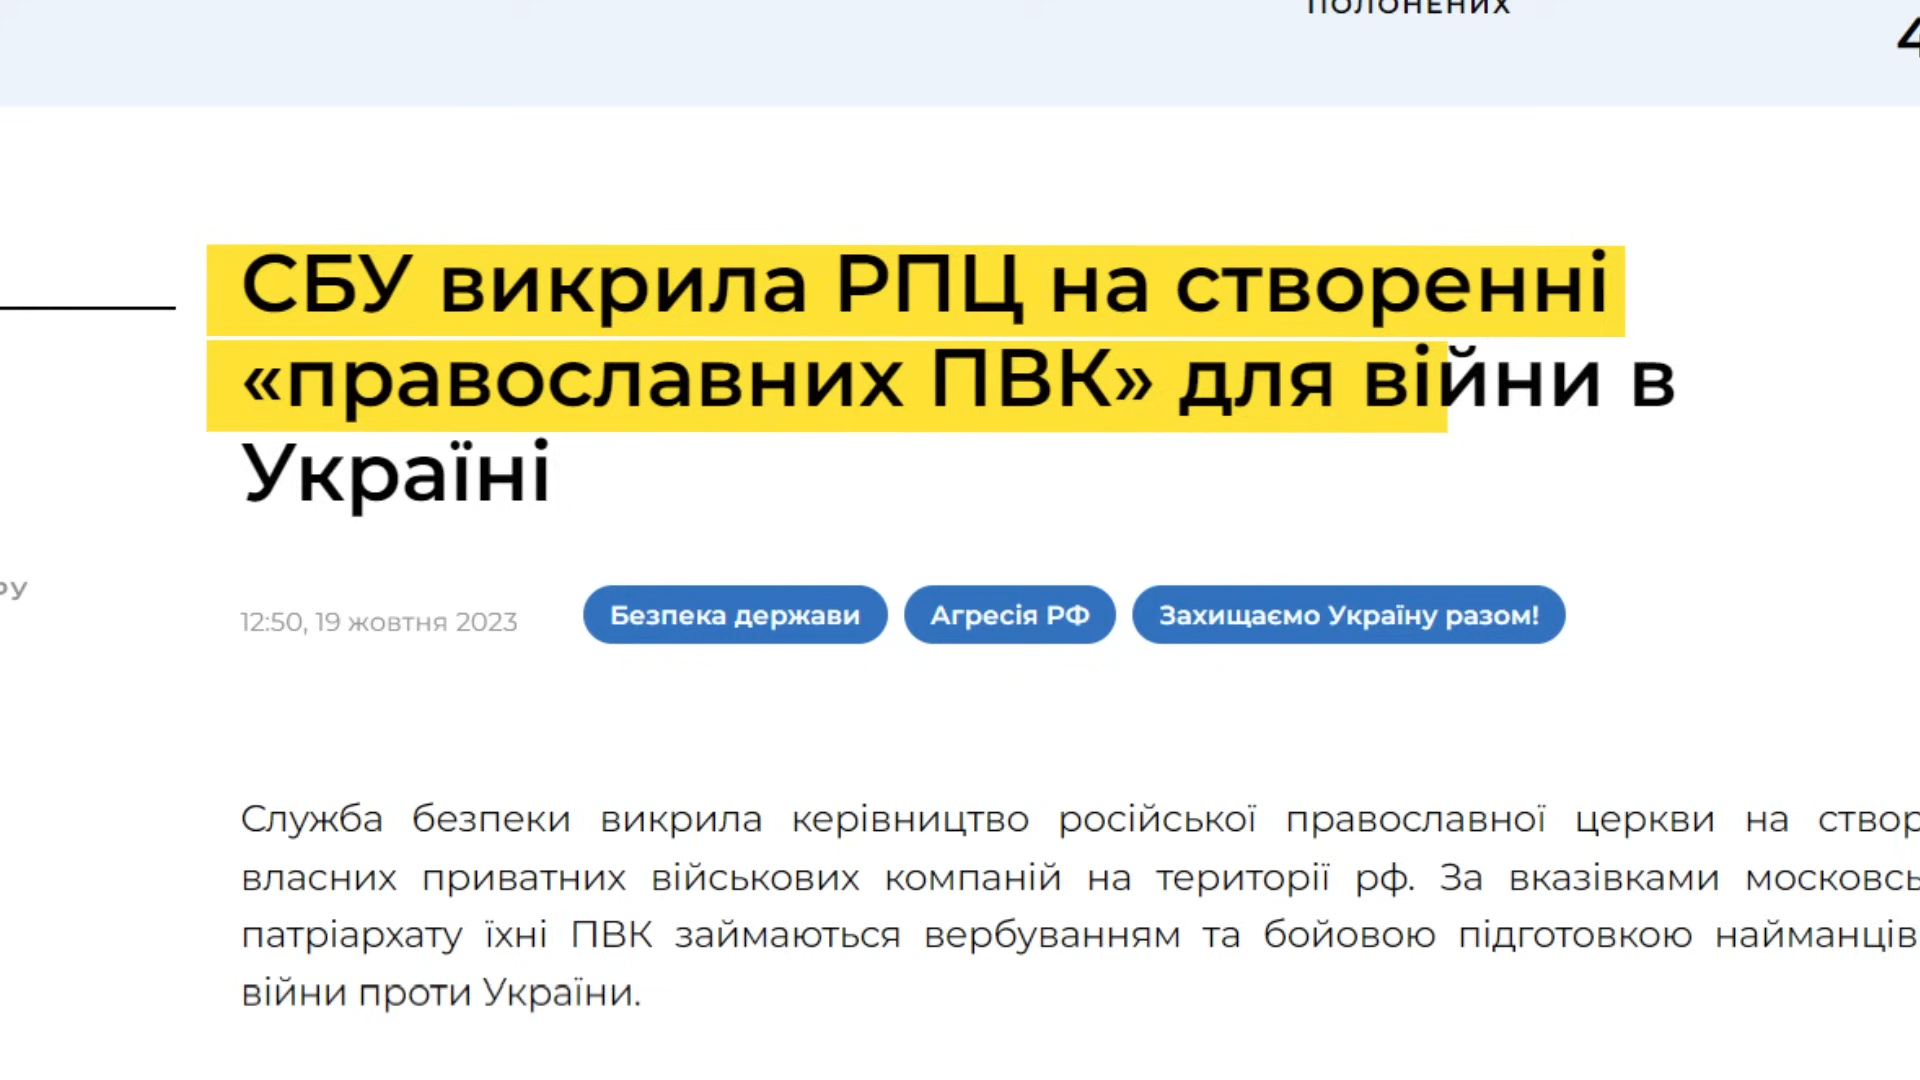 ПОЛОНЕНИХ
СБУ викрила РПЦ на створенні
«православних ПВК» для війни в
Україні
12:50, 19 жовтня 2023
Безпека держави
Агресія РФ
Захищаємо Україну разом!
Служба безпеки викрила керівництво російської православної церкви на
власних приватних військових компаній на території рф. За вказівками
патріархату їхні ПВК займаються вербуванням та бойовою підготовкою найманців
війни проти України.